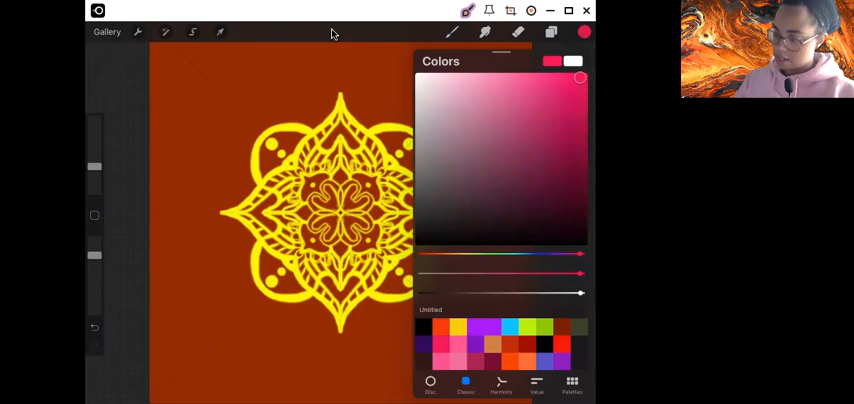 Gallery
Colors
Untitled
Disc
Classic
Harmony
Value
Palettes